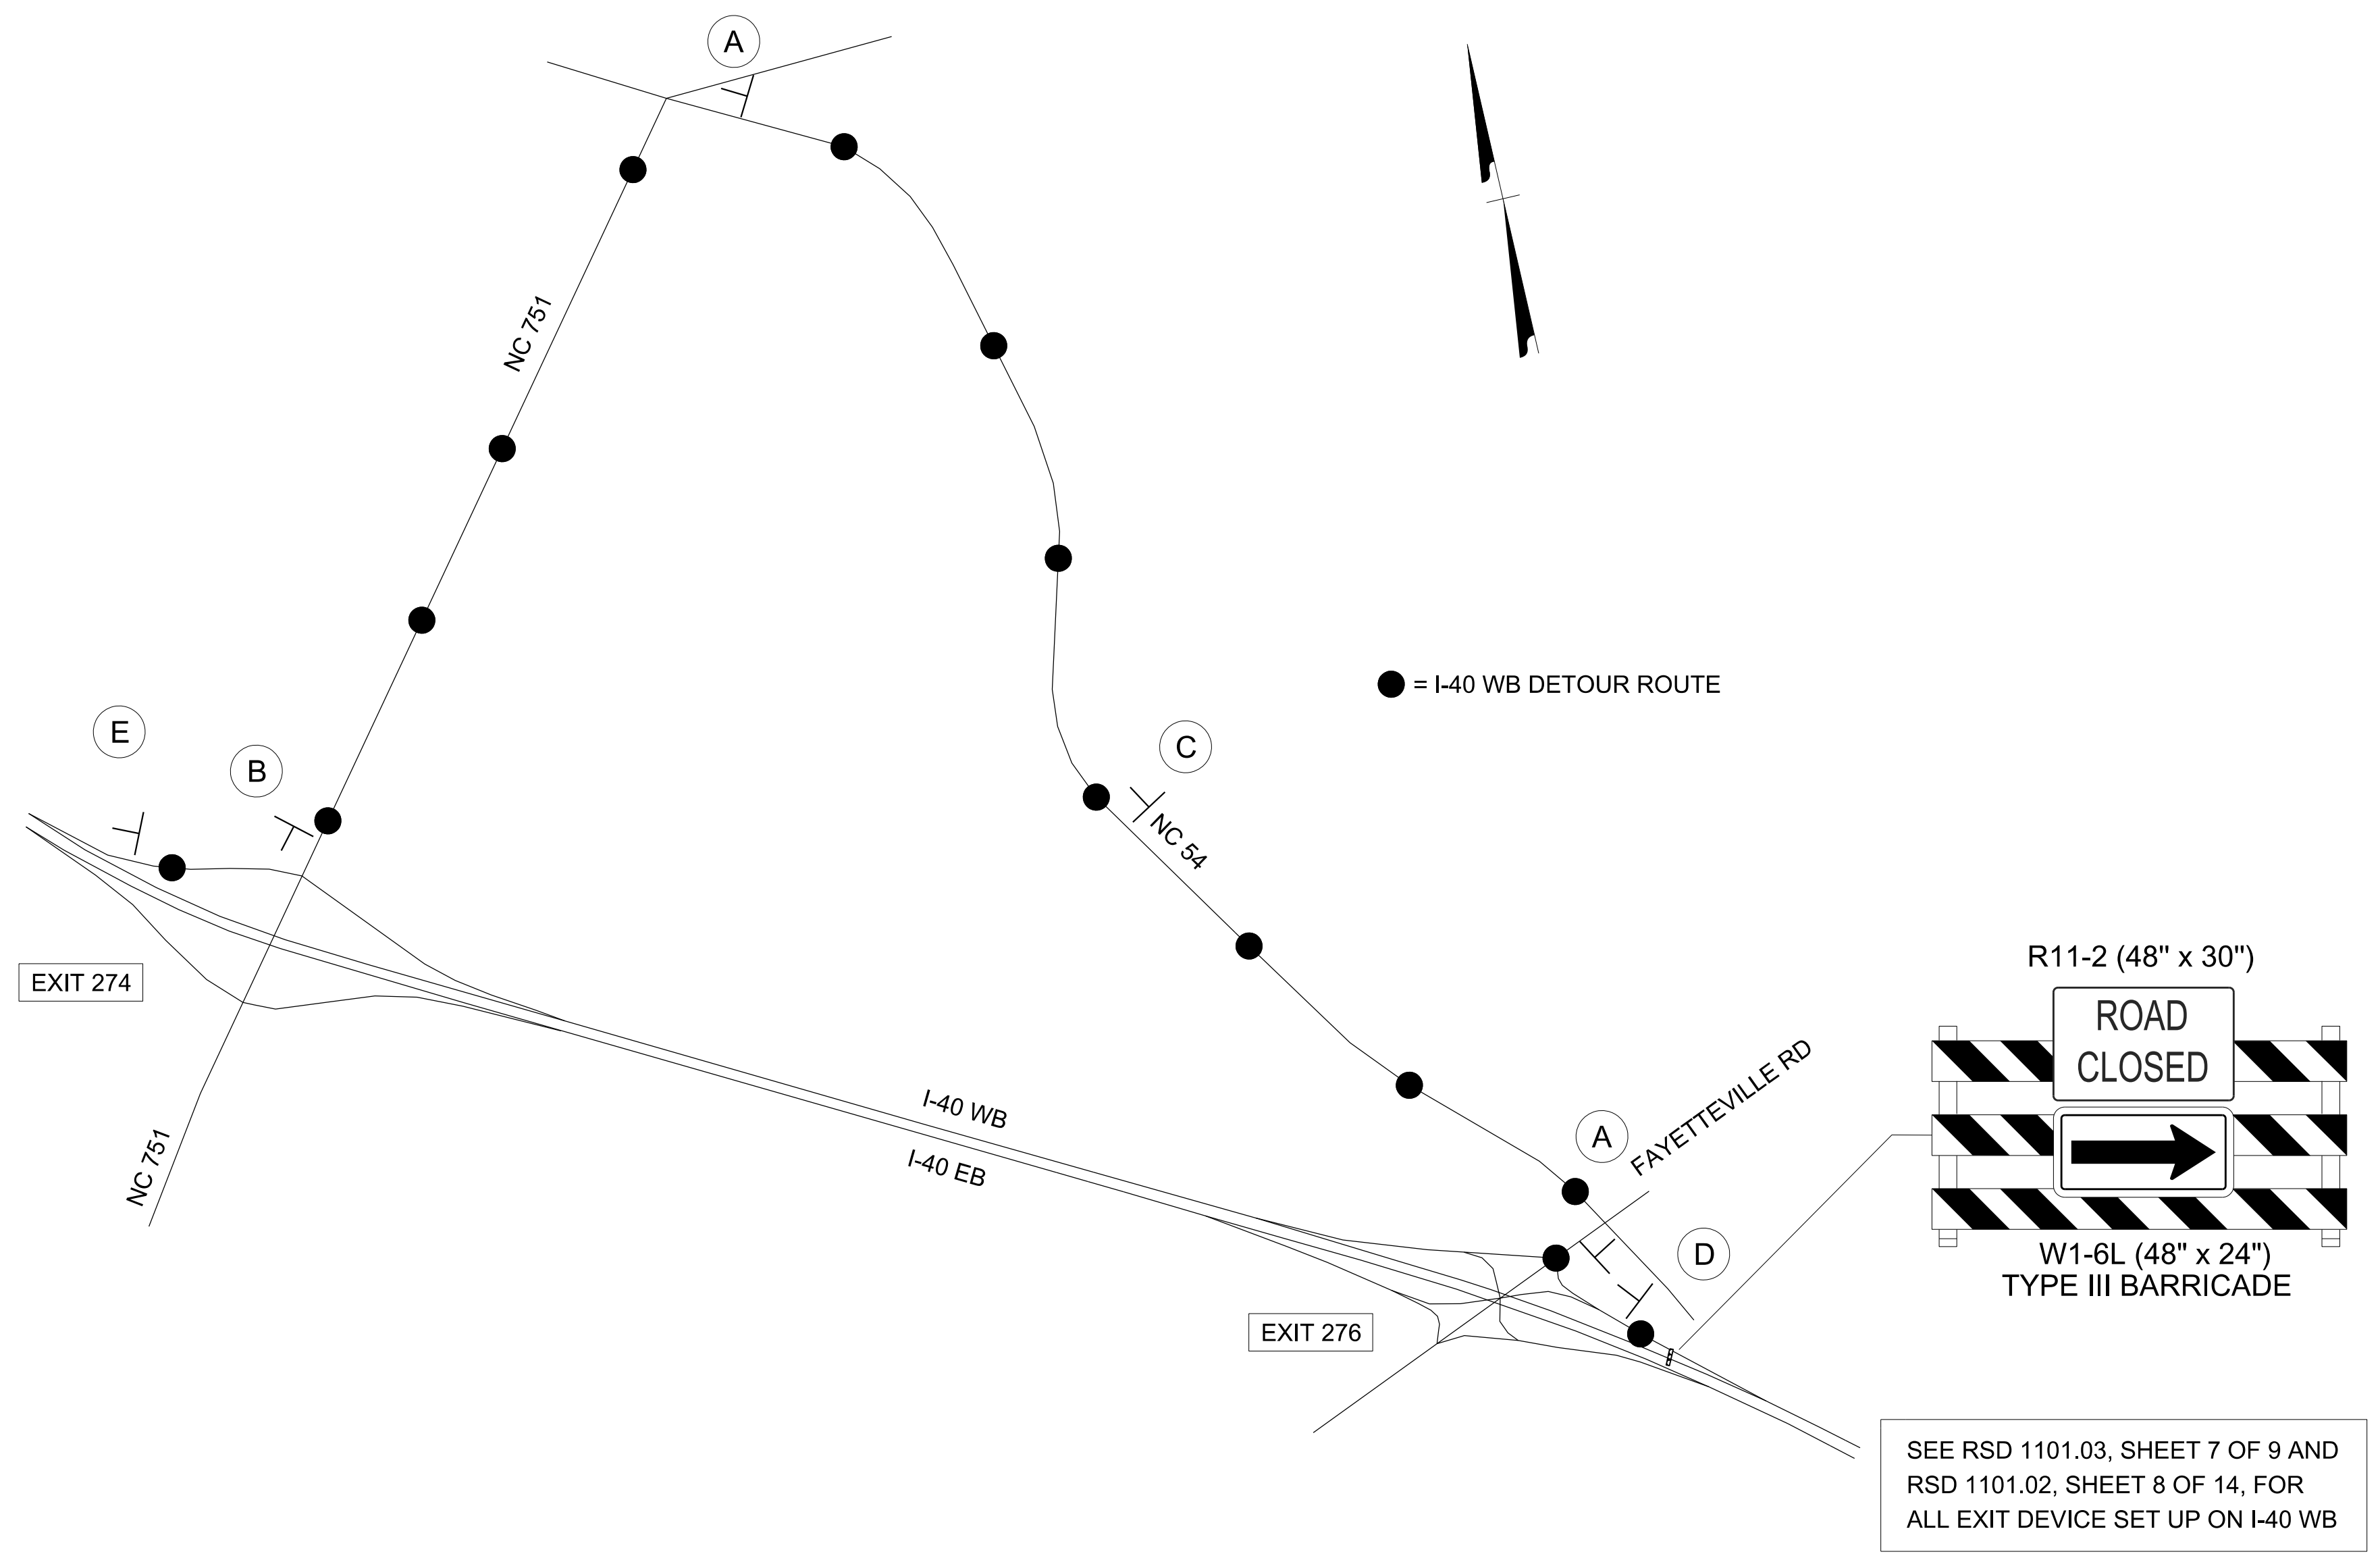 A
NC 751
= I-40 WB DETOUR ROUTE
E
B
C
NC 54
EXIT 274
R11-2 (48" x 30")
ROAD
CLOSED
FAYETTEVILLE RD
I-40 WB
A
I-40 EB
NC 751
D
W1-6L (48" x 24")
TYPE III BARRICADE
EXIT 276
SEE RSD 1101.03, SHEET 7 OF 9 AND
RSD 1101.02, SHEET 8 OF 14, FOR
ALL EXIT DEVICE SET UP ON I-40 WB